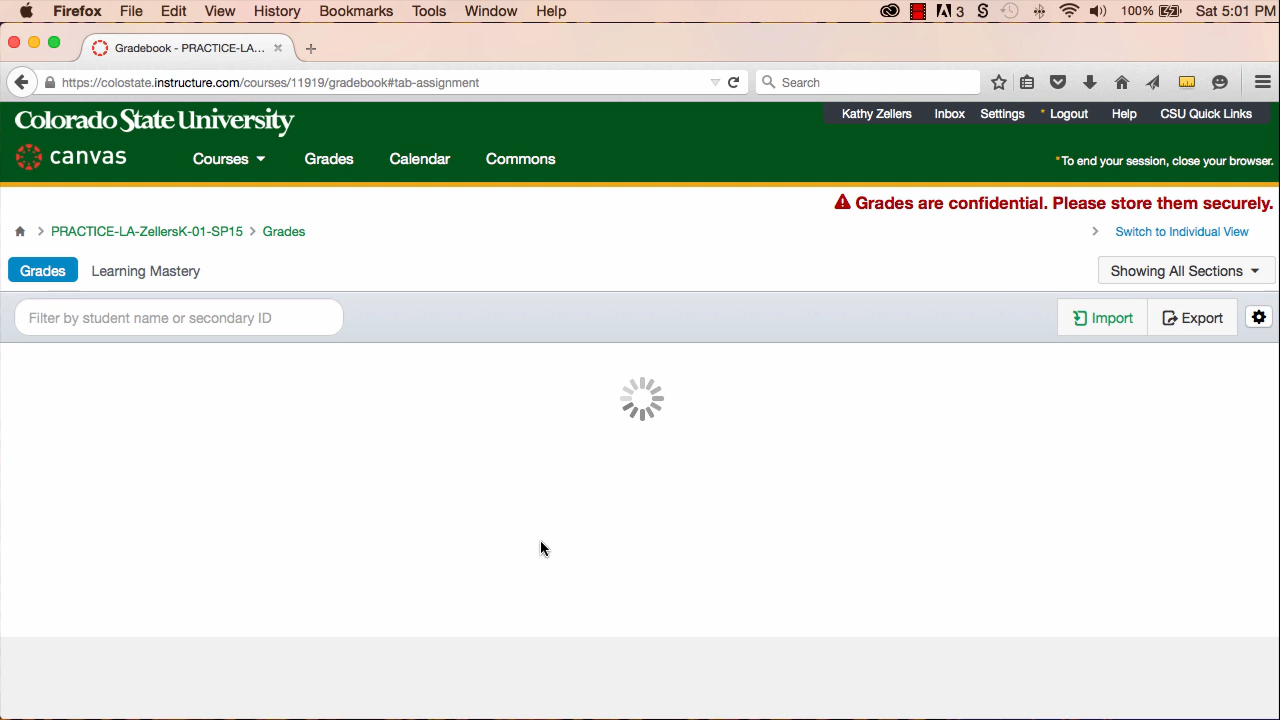 Firefox File Edit View History Bookmarks Tools Window Help 3 S 100% Sat 5:01 PM
Gradebook - PRACTICE-LA...
https://colostate.instructure.com/courses/11919/gradebook#tab-assignment Search
Colorado State University Kathy Zellers Inbox Settings * Logout Help CSU Quick Links
canvas Courses Grades Calendar Commons *To end your session, close your browser.
Grades are confidential. Please store them securely.
PRACTICE-LA-ZellersK-01-SP15 > Grades > Switch to Individual View
Grades Learning Mastery Showing All Sections
Filter by student name or secondary ID Import Export